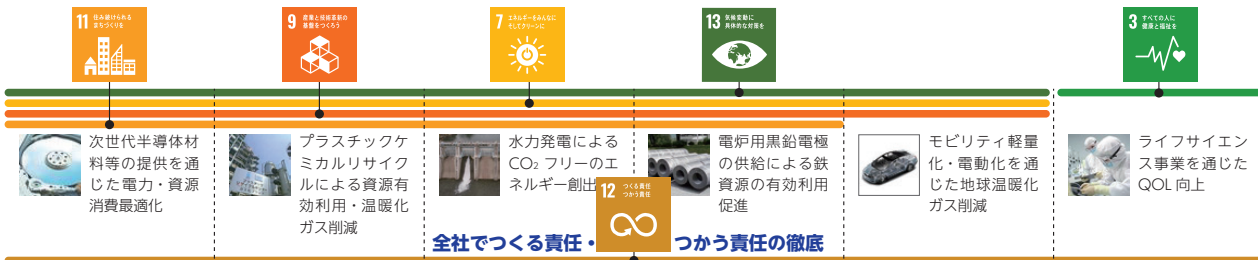 11 住み続けられる
まちづくりを
9 産業と技術革新の
基盤をつくろう
7 エネルギーをみんなに
そしてクリーンに
13 気候変動に
具体的な対策を
3 すべての人に
健康と福祉を
次世代半導体材
料等の提供を通
じた電力・資源
消費最適化
プラスチックケ
ミカルリサイク
ルによる資源有
効利用・温暖化
ガス削減
水力発電による
CO₂ フリーのエ
ネルギー創出
電炉用黒鉛電極
の供給による鉄
資源の有効利用
促進
モビリティ軽量
化・電動化を通
じた地球温暖化
ガス削減
ライフサイエン
ス事業を通じた
QOL 向上
12 つくる責任
つかう責任
全社でつくる責任・つかう責任の徹底